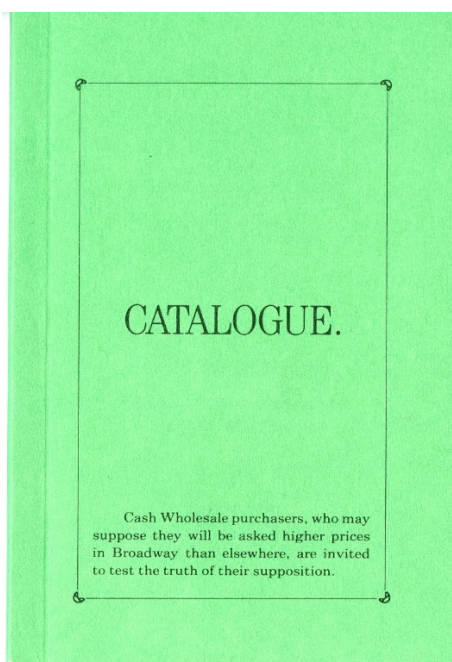 CATALOGUE.
Cash Wholesale purchasers, who may
suppose they will be asked higher prices
in Broadway than elsewhere, are invited
to test the truth of their supposition.